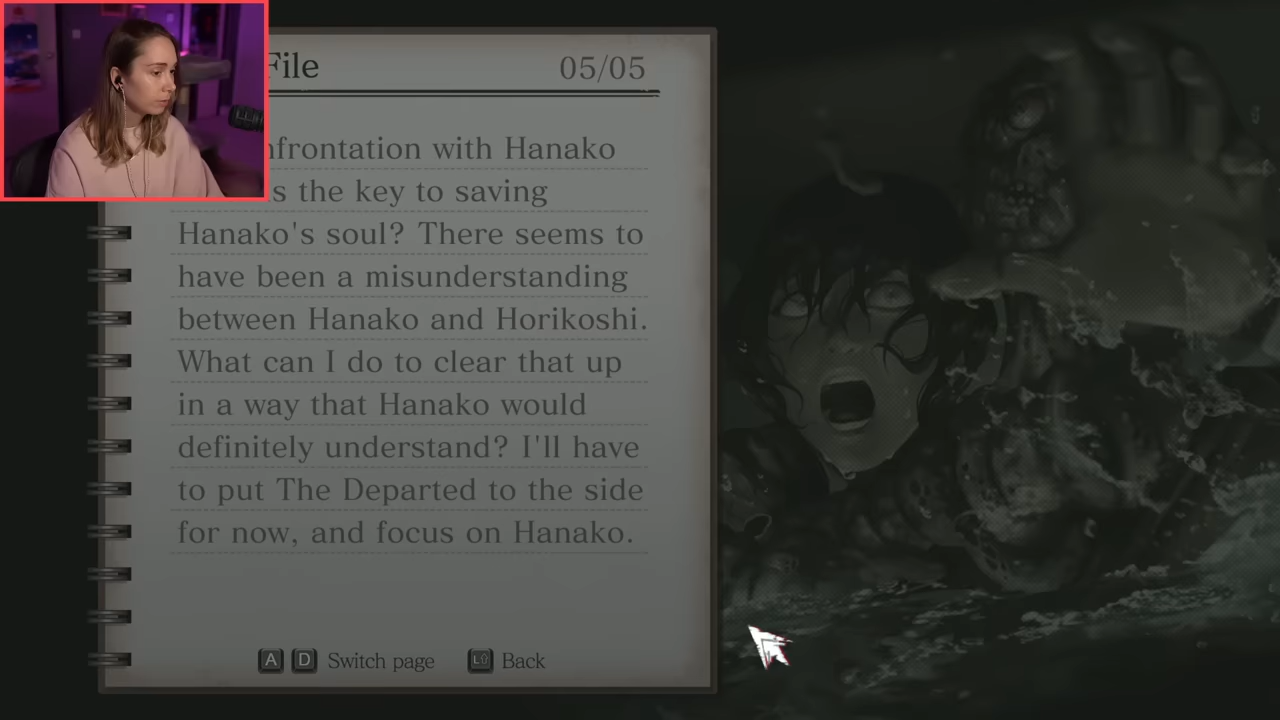 File 05/05
nfrontation with Hanako
s the key to saving
Hanako's soul? There seems to
have been a misunderstanding
between Hanako and Horikoshi.
What can I do to clear that up
in a way that Hanako would
definitely understand? I'll have
to put The Departed to the side
for now, and focus on Hanako.
A D Switch page L⇧ Back